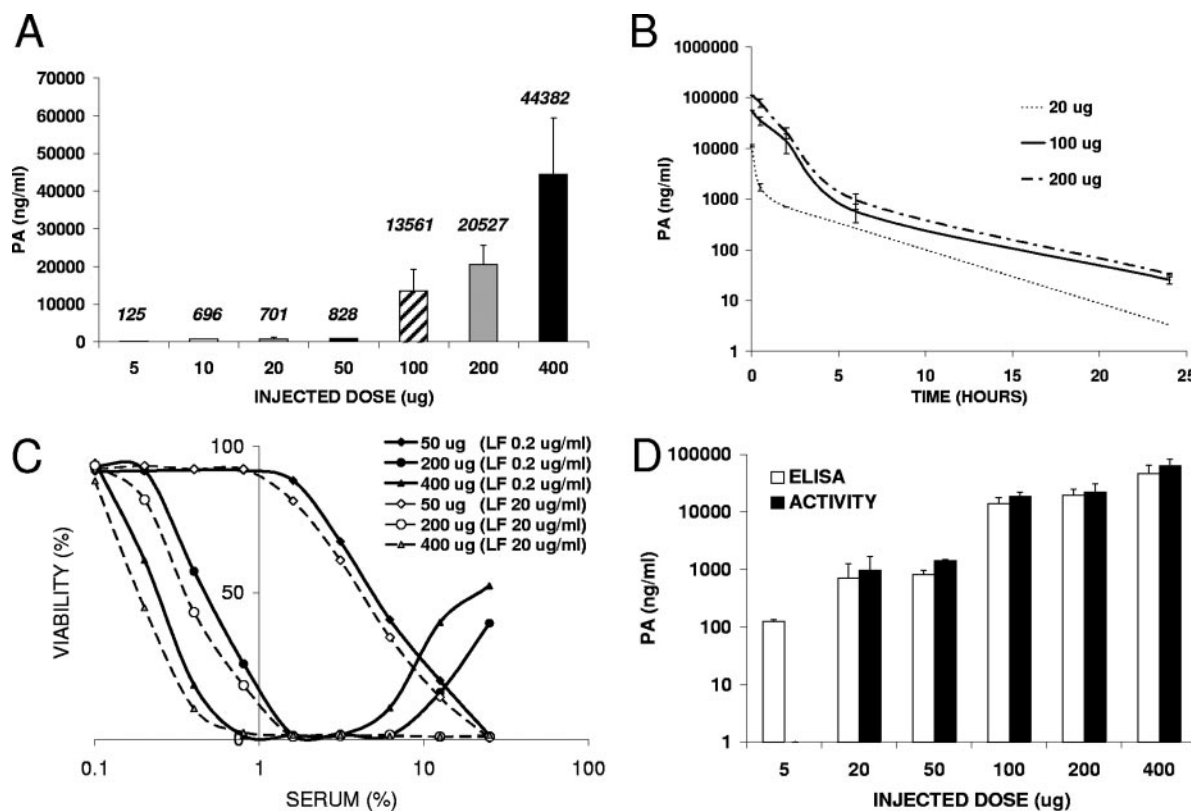 A
PA (ng/ml)
70000
60000
50000
40000
30000
20000
10000
0
125
696
701
828
13561
20527
44382
5 10 20 50 100 200 400
INJECTED DOSE (ug)
B
PA (ng/ml)
1000000
100000
10000
1000
100
10
1
20 ug
100 ug
200 ug
0 5 10 15 20 25
TIME (HOURS)
C
VIABILITY (%)
100
50
0
50 ug (LF 0.2 ug/ml)
200 ug (LF 0.2 ug/ml)
400 ug (LF 0.2 ug/ml)
50 ug (LF 20 ug/ml)
200 ug (LF 20 ug/ml)
400 ug (LF 20 ug/ml)
0.1 1 10 100
SERUM (%)
D
PA (ng/ml)
100000
10000
1000
100
10
1
ELISA
ACTIVITY
5 20 50 100 200 400
INJECTED DOSE (ug)